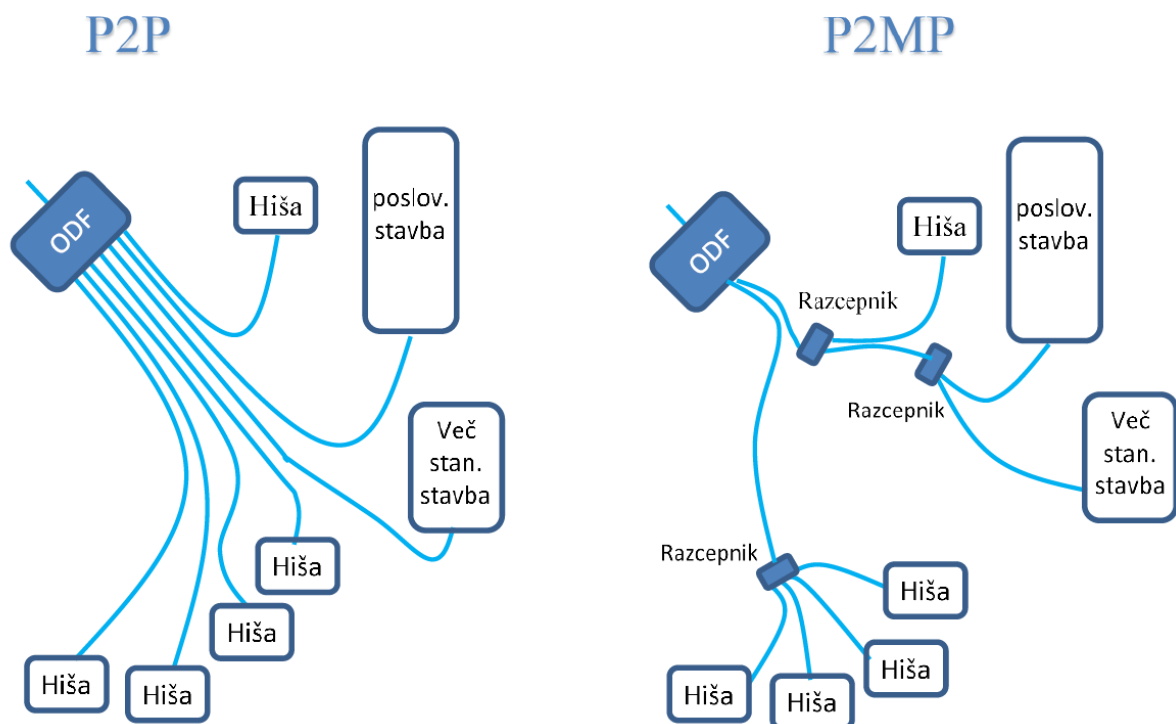 P2P
ODF
Hiša
poslov.
stavba
Več
stan.
stavba
Hiša
Hiša
Hiša
Hiša
P2MP
ODF
Hiša
poslov.
stavba
Razcepnik
Razcepnik
Več
stan.
stavba
Razcepnik
Hiša
Hiša
Hiša
Hiša